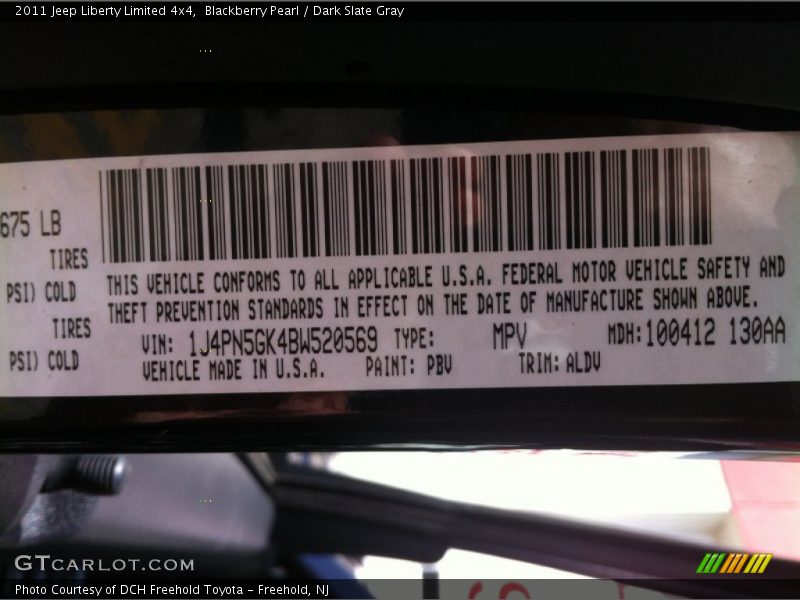 2011 Jeep Liberty Limited 4x4,  Blackberry Pearl / Dark Slate Gray
675 LB
TIRES
PSI) COLD
TIRES
PSI) COLD
THIS VEHICLE CONFORMS TO ALL APPLICABLE U.S.A. FEDERAL MOTOR VEHICLE SAFETY AND
THEFT PREVENTION STANDARDS IN EFFECT ON THE DATE OF MANUFACTURE SHOWN ABOVE.
VIN: 1J4PN5GK4BW520569 TYPE: MPV MDH:100412 130AA
VEHICLE MADE IN U.S.A. PAINT: PBV TRIM: ALDV
GTCARLOT.COM
Photo Courtesy of DCH Freehold Toyota - Freehold, NJ